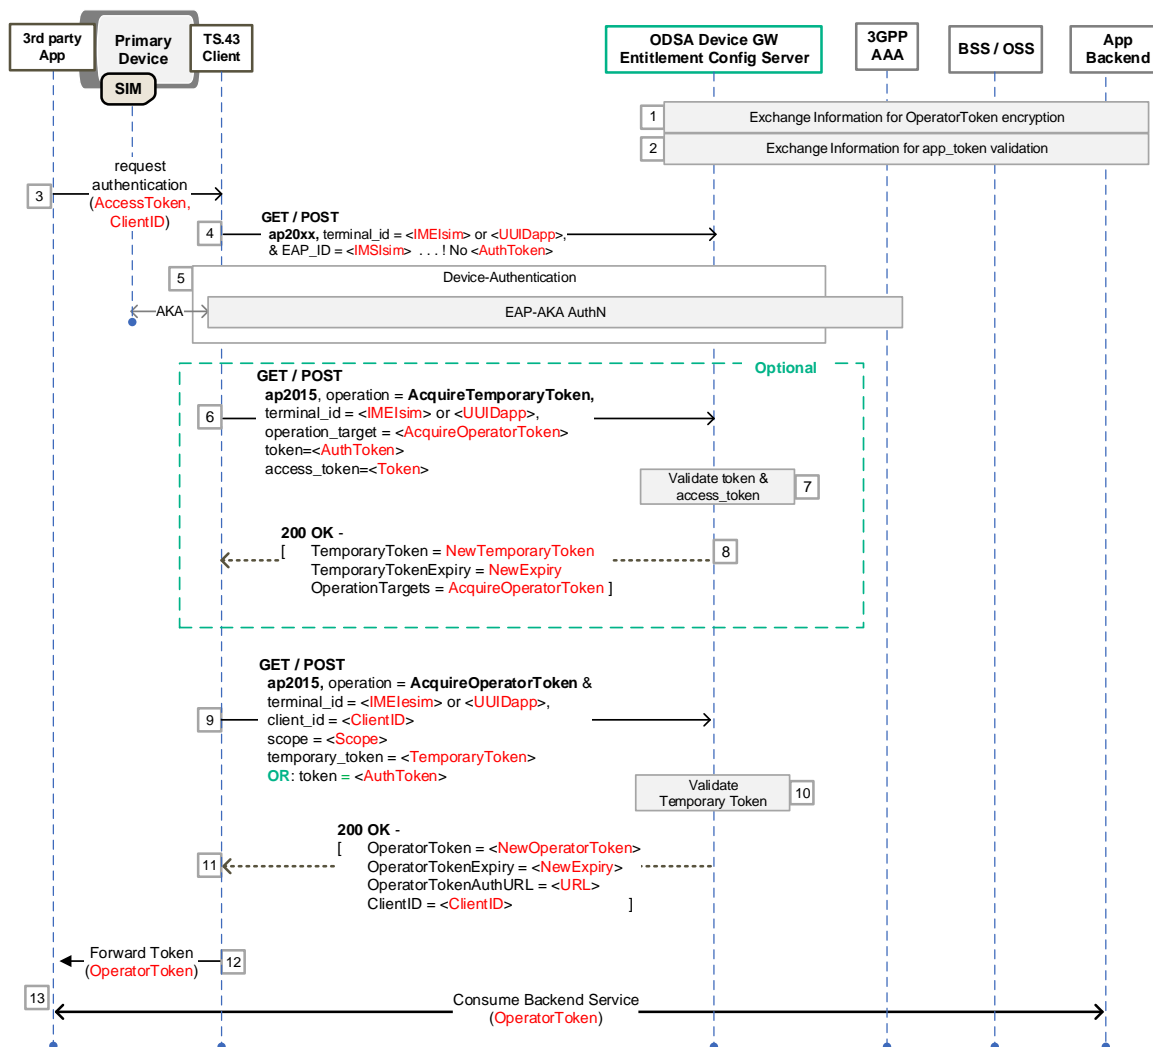 3rd party
App
Primary
Device
SIM
TS.43
Client
ODSA Device GW
Entitlement Config Server
3GPP
AAA
BSS / OSS
App
Backend
1
Exchange Information for OperatorToken encryption
2
Exchange Information for app_token validation
3
request
authentication
(AccessToken,
ClientID)
4
GET / POST
ap20xx, terminal_id = <IMEIsim> or <UUIDapp>,
& EAP_ID = <IMSIsim> . . . ! No <AuthToken>
5
Device-Authentication
AKA
EAP-AKA AuthN
Optional
GET / POST
ap2015, operation = AcquireTemporaryToken,
6
terminal_id = <IMEIsim> or <UUIDapp>,
operation_target = <AcquireOperatorToken>
token=<AuthToken>
access_token=<Token>
Validate token &
access_token
7
200 OK -
[ TemporaryToken = NewTemporaryToken
TemporaryTokenExpiry = NewExpiry
OperationTargets = AcquireOperatorToken ]
8
GET / POST
ap2015, operation = AcquireOperatorToken &
terminal_id = <IMEIesim> or <UUIDapp>,
9
client_id = <ClientID>
scope = <Scope>
temporary_token = <TemporaryToken>
OR: token = <AuthToken>
Validate
Temporary Token
10
200 OK -
[ OperatorToken = <NewOperatorToken>
11
OperatorTokenExpiry = <NewExpiry>
OperatorTokenAuthURL = <URL>
ClientID = <ClientID> ]
Forward Token
(OperatorToken)
12
13
Consume Backend Service
(OperatorToken)